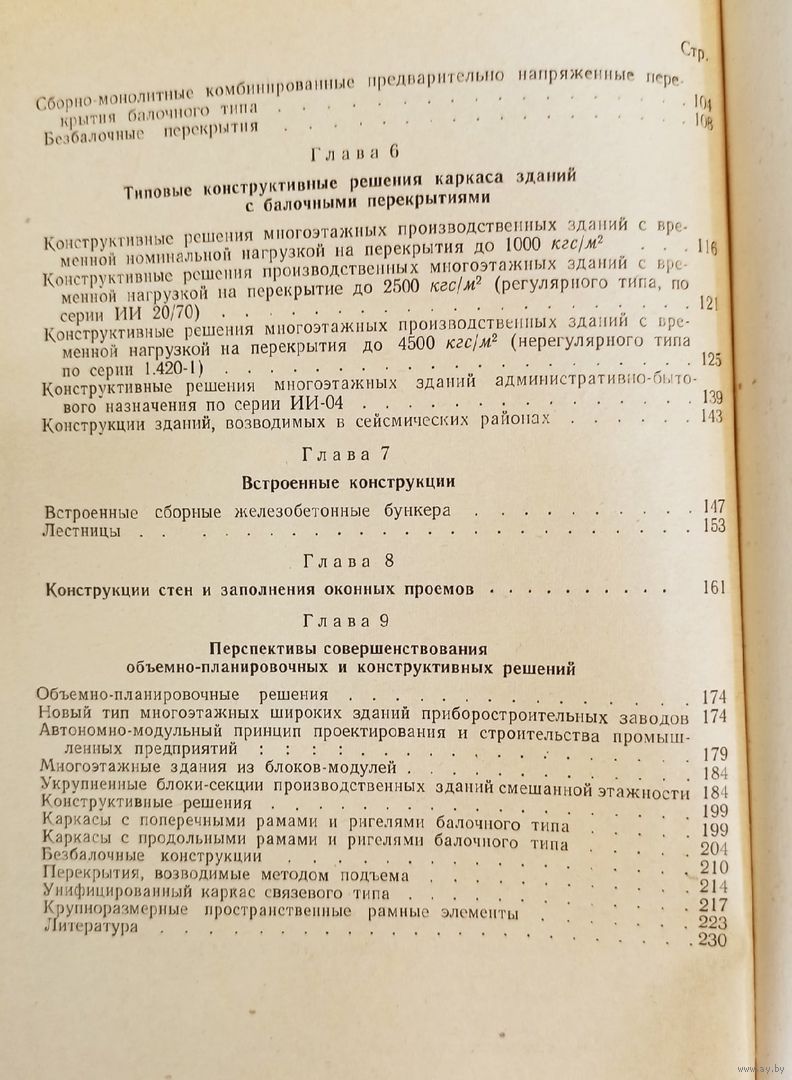 Стр.
Сборно-монолитные комбинированные предварительно напряженные пере-
крытия балочного типа . . . . . . . . . . . . . 104
Безбалочные перекрытия . . . . . . . . . . . . . 108
Глава 6
Типовые конструктивные решения каркаса зданий
с балочными перекрытиями
Конструктивные решения многоэтажных производственных зданий с вре-
менной номинальной нагрузкой на перекрытия до 1000 кгс/м² . . . 116
Конструктивные решения производственных многоэтажных зданий с вре-
менной нагрузкой на перекрытие до 2500 кгс/м² (регулярного типа, по
серии ИИ 20/70) . . . . . . . . . . . . . . . . 121
Конструктивные решения многоэтажных производственных зданий с вре-
менной нагрузкой на перекрытия до 4500 кгс/м² (нерегулярного типа
по серии 1.420-1) . . . . . . . . . . . . . . . . 125
Конструктивные решения многоэтажных зданий административно-быто-
вого назначения по серии ИИ-04 . . . . . . . . . . . . 139
Конструкции зданий, возводимых в сейсмических районах . . . . . . 143
Глава 7
Встроенные конструкции
Встроенные сборные железобетонные бункера . . . . . . . . . . 147
Лестницы . . . . . . . . . . . . . . . . . . . . 153
Глава 8
Конструкции стен и заполнения оконных проемов . . . . . . . . . 161
Глава 9
Перспективы совершенствования
объемно-планировочных и конструктивных решений
Объемно-планировочные решения . . . . . . . . . . . . . 174
Новый тип многоэтажных широких зданий приборостроительных заводов 174
Автономно-модульный принцип проектирования и строительства промыш-
ленных предприятий : : : : . . . . . . . . . . . . . 179
Многоэтажные здания из блоков-модулей . . . . . . . . . . . 184
Укрупненные блоки-секции производственных зданий смешанной этажности 184
Конструктивные решения . . . . . . . . . . . . . . . 199
Каркасы с поперечными рамами и ригелями балочного типа . . . . . 199
Каркасы с продольными рамами и ригелями балочного типа . . . . . 204
Безбалочные конструкции . . . . . . . . . . . . . . . 210
Перекрытия, возводимые методом подъема . . . . . . . . . . 214
Унифицированный каркас связевого типа . . . . . . . . . . . 217
Крупноразмерные пространственные рамные элементы . . . . . . 223
Литература . . . . . . . . . . . . . . . . . . . . 230
www.ay.by